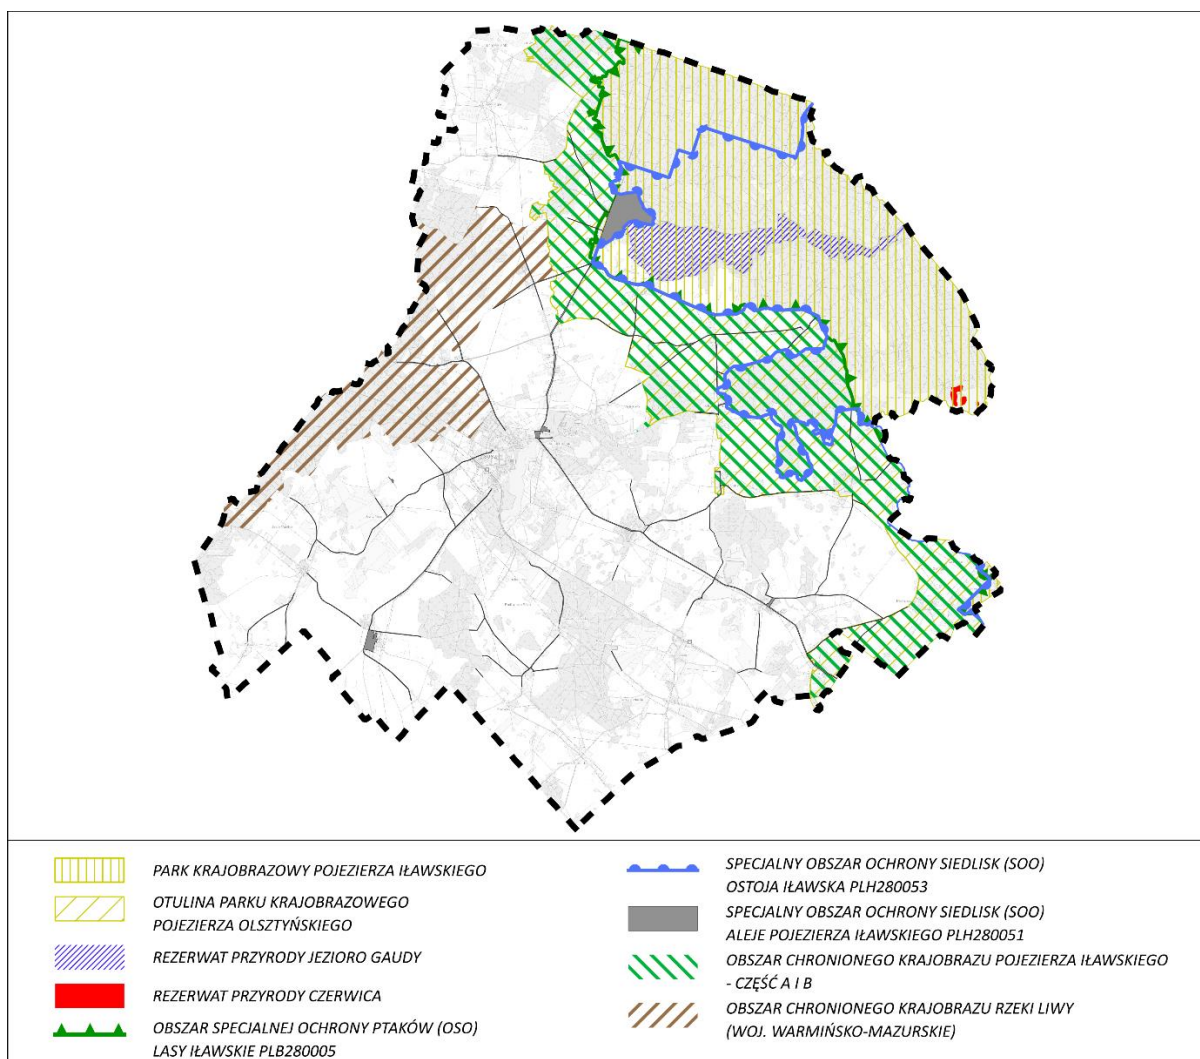 PARK KRAJOBRAZOWY POJEZIERZA IŁAWSKIEGO
OTULINA PARKU KRAJOBRAZOWEGO
POJEZIERZA OLSZTYŃSKIEGO
REZERWAT PRZYRODY JEZIORO GAUDY
REZERWAT PRZYRODY CZERWICA
OBSZAR SPECJALNEJ OCHRONY PTAKÓW (OSO)
LASY IŁAWSKIE PLB280005
SPECJALNY OBSZAR OCHRONY SIEDLISK (SOO)
OSTOJA IŁAWSKA PLH280053
SPECJALNY OBSZAR OCHRONY SIEDLISK (SOO)
ALEJE POJEZIERZA IŁAWSKIEGO PLH280051
OBSZAR CHRONIONEGO KRAJOBRAZU POJEZIERZA IŁAWSKIEGO
- CZĘŚĆ A I B
OBSZAR CHRONIONEGO KRAJOBRAZU RZEKI LIWY
(WOJ. WARMIŃSKO-MAZURSKIE)